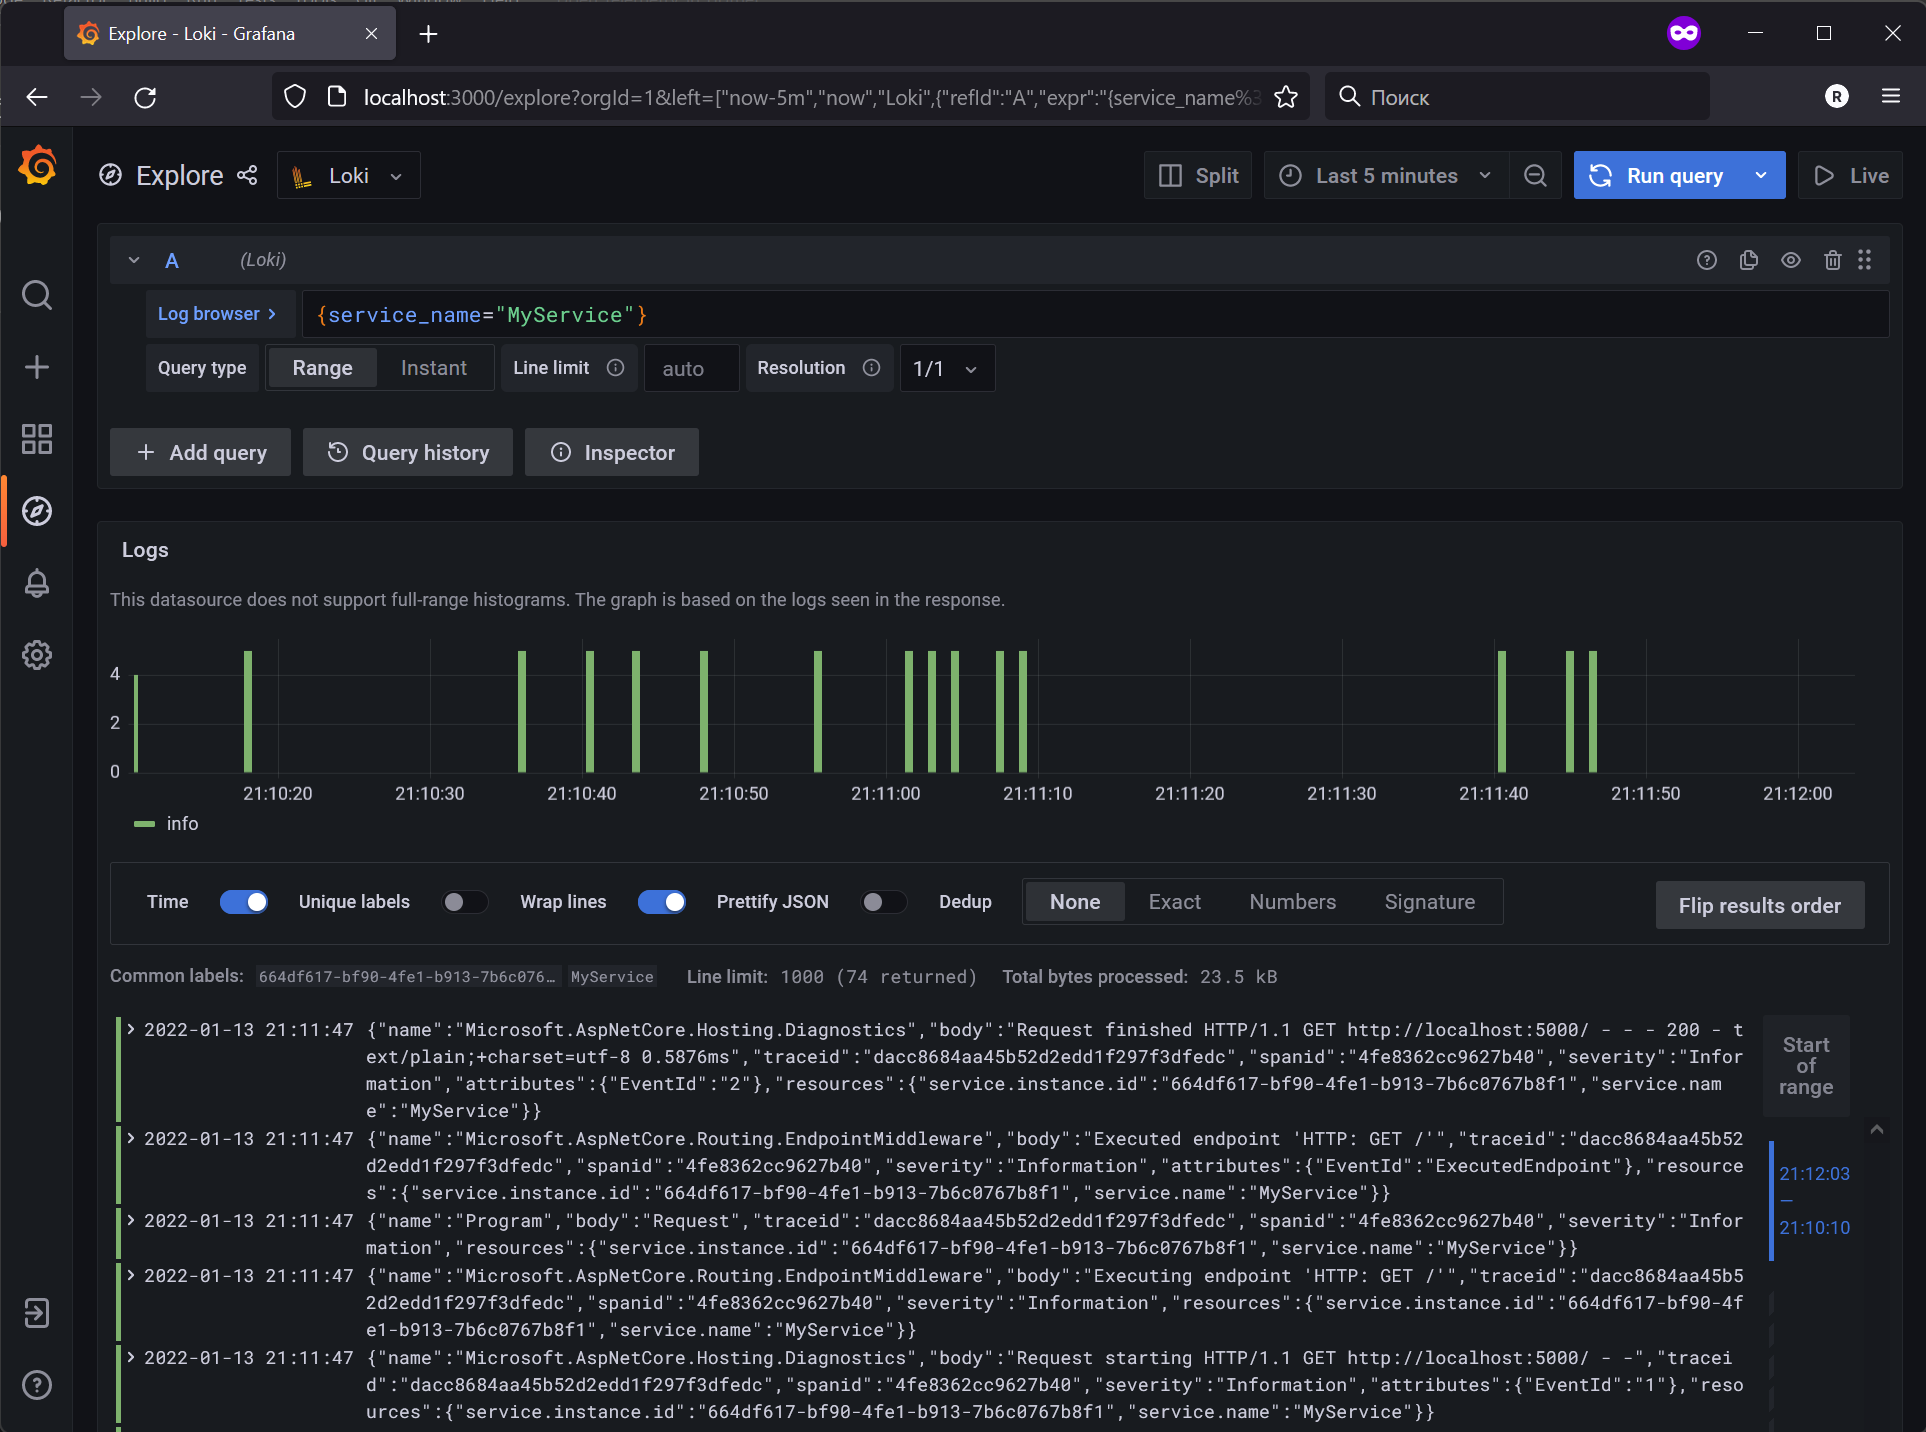 Explore - Loki - Grafana
localhost:3000/explore?orgId=1&left=["now-5m","now","Loki",{"refId":"A","expr":"{service_name%3
Поиск
R
Explore
Loki
Split
Last 5 minutes
Run query
Live
A
(Loki)
Log browser
{service_name="MyService"}
Query type
Range
Instant
Line limit
auto
Resolution
1/1
Add query
Query history
Inspector
Logs
This datasource does not support full-range histograms. The graph is based on the logs seen in the response.
4
2
0
21:10:20
21:10:30
21:10:40
21:10:50
21:11:00
21:11:10
21:11:20
21:11:30
21:11:40
21:11:50
21:12:00
info
Time
Unique labels
Wrap lines
Prettify JSON
Dedup
None
Exact
Numbers
Signature
Flip results order
Common labels: 664df617-bf90-4fe1-b913-7b6c076… MyService Line limit: 1000 (74 returned) Total bytes processed: 23.5 kB
2022-01-13 21:11:47 {"name":"Microsoft.AspNetCore.Hosting.Diagnostics","body":"Request finished HTTP/1.1 GET http://localhost:5000/ - - - 200 - t
ext/plain;+charset=utf-8 0.5876ms","traceid":"dacc8684aa45b52d2edd1f297f3dfedc","spanid":"4fe8362cc9627b40","severity":"Infor
mation","attributes":{"EventId":"2"},"resources":{"service.instance.id":"664df617-bf90-4fe1-b913-7b6c0767b8f1","service.nam
e":"MyService"}}
2022-01-13 21:11:47 {"name":"Microsoft.AspNetCore.Routing.EndpointMiddleware","body":"Executed endpoint 'HTTP: GET /'","traceid":"dacc8684aa45b52
d2edd1f297f3dfedc","spanid":"4fe8362cc9627b40","severity":"Information","attributes":{"EventId":"ExecutedEndpoint"},"resource
s":{"service.instance.id":"664df617-bf90-4fe1-b913-7b6c0767b8f1","service.name":"MyService"}}
2022-01-13 21:11:47 {"name":"Program","body":"Request","traceid":"dacc8684aa45b52d2edd1f297f3dfedc","spanid":"4fe8362cc9627b40","severity":"Infor
mation","resources":{"service.instance.id":"664df617-bf90-4fe1-b913-7b6c0767b8f1","service.name":"MyService"}}
2022-01-13 21:11:47 {"name":"Microsoft.AspNetCore.Routing.EndpointMiddleware","body":"Executing endpoint 'HTTP: GET /'","traceid":"dacc8684aa45b5
2d2edd1f297f3dfedc","spanid":"4fe8362cc9627b40","severity":"Information","resources":{"service.instance.id":"664df617-bf90-4f
e1-b913-7b6c0767b8f1","service.name":"MyService"}}
2022-01-13 21:11:47 {"name":"Microsoft.AspNetCore.Hosting.Diagnostics","body":"Request starting HTTP/1.1 GET http://localhost:5000/ - -","tracei
d":"dacc8684aa45b52d2edd1f297f3dfedc","spanid":"4fe8362cc9627b40","severity":"Information","attributes":{"EventId":"1"},"reso
urces":{"service.instance.id":"664df617-bf90-4fe1-b913-7b6c0767b8f1","service.name":"MyService"}}
Start
of
range
21:12:03
—
21:10:10